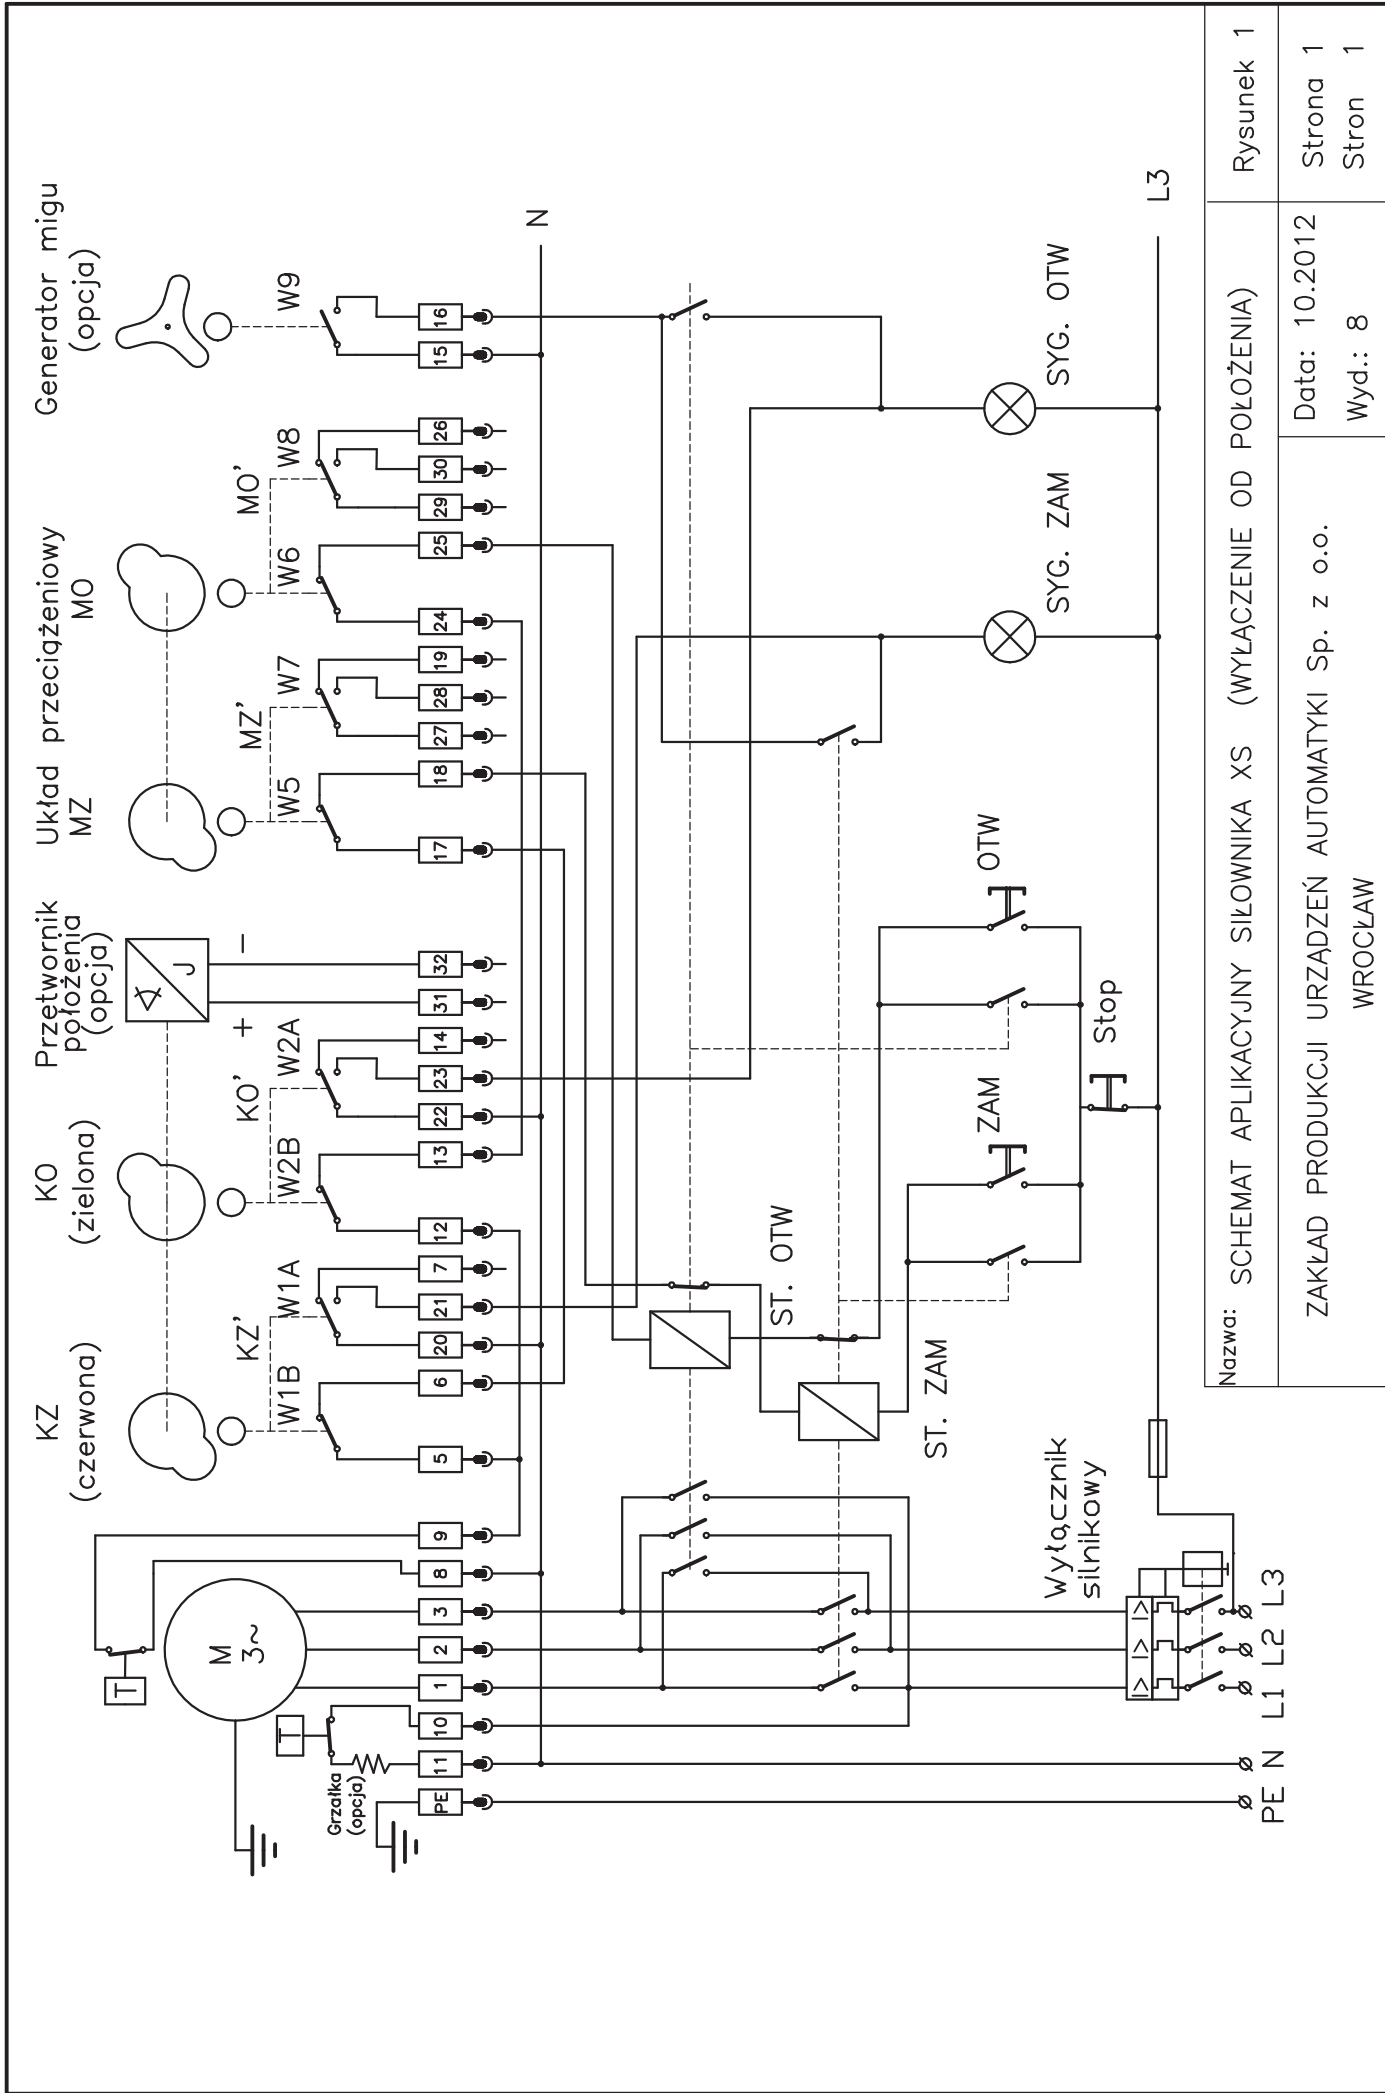 KZ
(czerwona)
KO
(zielona)
Przetwornik
położenia
(opcja)
Układ przeciążeniowy
MZ
MO
Generator migu
(opcja)
T
M
3~
T
Grzałka
(opcja)
W1B
KZ'
W1A
W2B
KO'
W2A
+
−
J
W5
MZ'
W7
W6
MO'
W8
W9
PE
11
10
1
2
3
8
9
5
6
20
21
7
12
13
22
23
14
31
32
17
18
27
28
19
24
25
29
30
26
15
16
N
ST. OTW
ST. ZAM
ZAM
OTW
Stop
SYG. ZAM
SYG. OTW
L3
Wyłącznik
silnikowy
PE
N
L1
L2
L3
Nazwa:
SCHEMAT APLIKACYJNY SIŁOWNIKA XS (WYŁĄCZENIE OD POŁOŻENIA)
Rysunek 1
ZAKŁAD PRODUKCJI URZĄDZEŃ AUTOMATYKI Sp. z o.o.
WROCŁAW
Data: 10.2012
Wyd.: 8
Strona 1
Stron 1